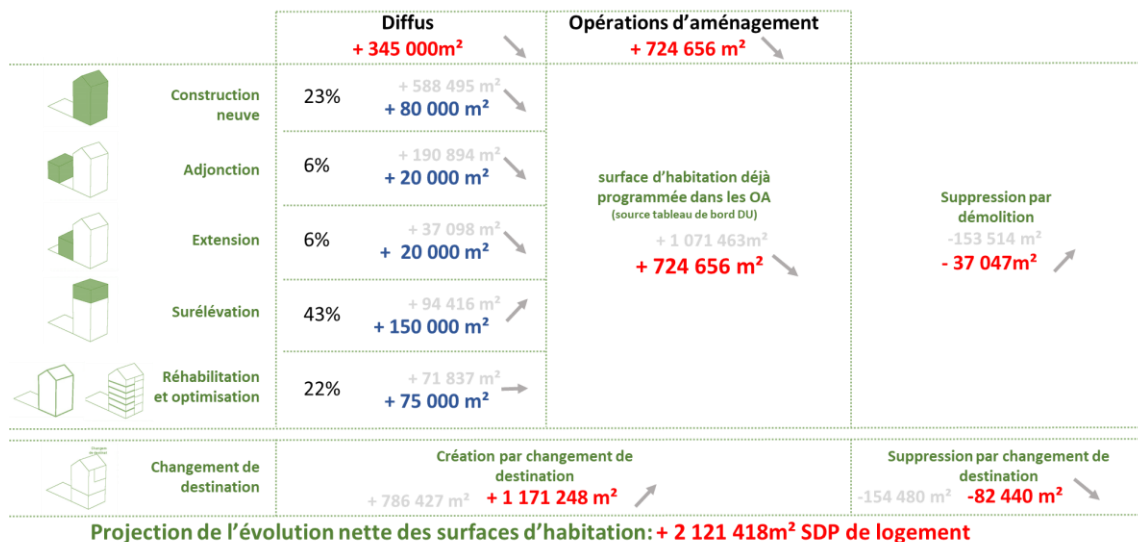 Diffus
+ 345 000m²
Opérations d'aménagement
+ 724 656 m²
Construction
neuve
23%
+ 588 495 m²
+ 80 000 m²
Adjonction
6%
+ 190 894 m²
+ 20 000 m²
Extension
6%
+ 37 098 m²
+ 20 000 m²
Surélévation
43%
+ 94 416 m²
+ 150 000 m²
Réhabilitation
et optimisation
22%
+ 71 837 m²
+ 75 000 m²
surface d'habitation déjà
programmée dans les OA
(source tableau de bord DU)
+ 1 071 463m²
+ 724 656 m²
Suppression par
démolition
-153 514 m²
- 37 047m²
Changement de
destination
Création par changement de
destination
+ 786 427 m² + 1 171 248 m²
Suppression par changement de
destination
-154 480 m² -82 440 m²
Projection de l'évolution nette des surfaces d'habitation: + 2 121 418m² SDP de logement